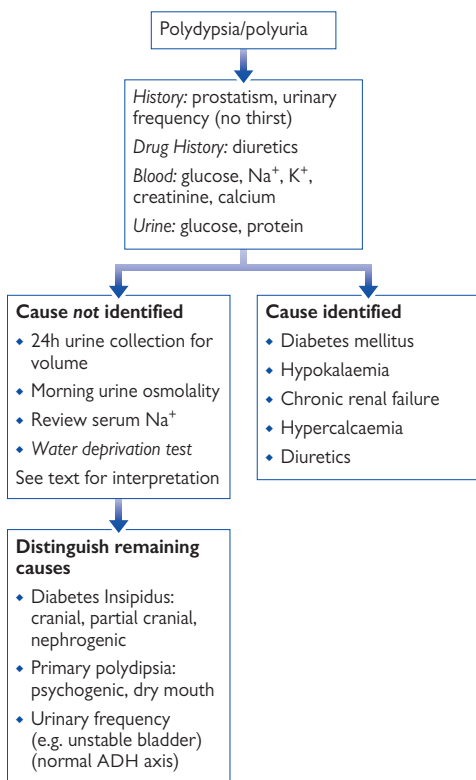 Polydypsia/polyuria
History: prostatism, urinary
frequency (no thirst)
Drug History: diuretics
Blood: glucose, Na⁺, K⁺,
creatinine, calcium
Urine: glucose, protein
Cause not identified
◆ 24h urine collection for
volume
◆ Morning urine osmolality
◆ Review serum Na⁺
◆ Water deprivation test
See text for interpretation
Cause identified
◆ Diabetes mellitus
◆ Hypokalaemia
◆ Chronic renal failure
◆ Hypercalcaemia
◆ Diuretics
Distinguish remaining
causes
◆ Diabetes Insipidus:
cranial, partial cranial,
nephrogenic
◆ Primary polydipsia:
psychogenic, dry mouth
◆ Urinary frequency
(e.g. unstable bladder)
(normal ADH axis)